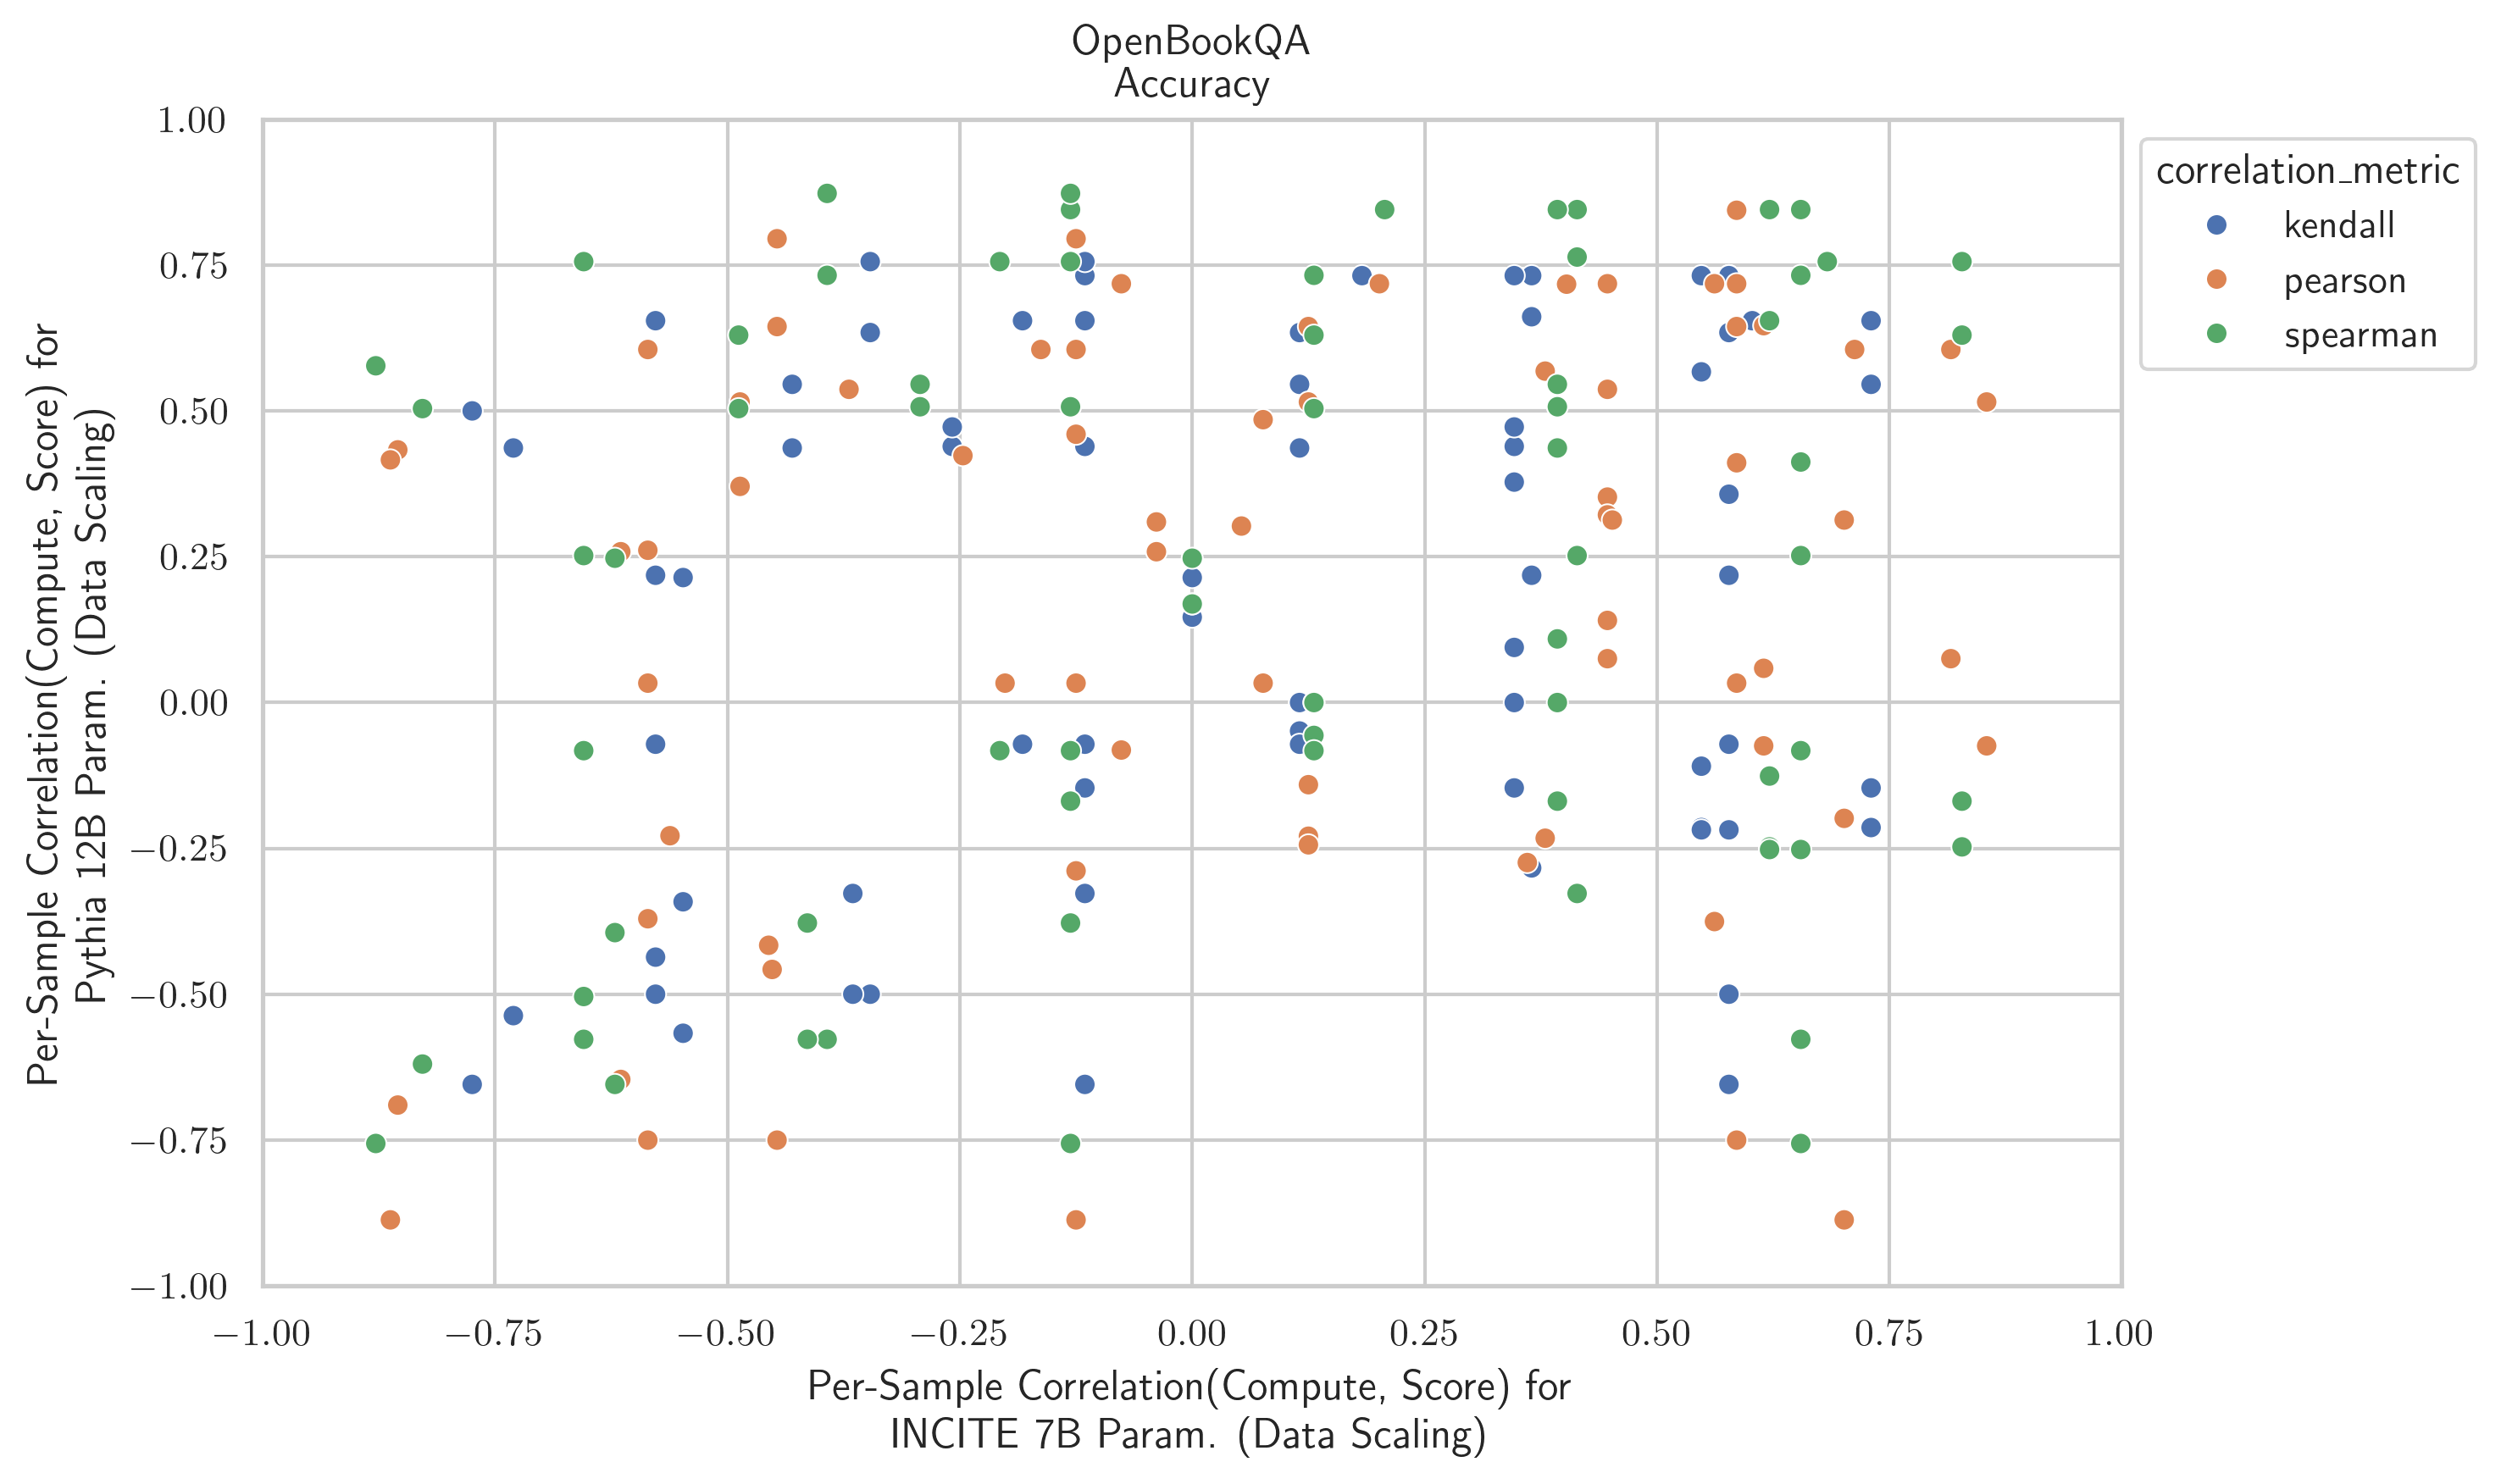 OpenBookQA
Accuracy
1.00
0.75
0.50
0.25
0.00
−0.25
−0.50
−0.75
−1.00
Per-Sample Correlation(Compute, Score) for
Pythia 12B Param. (Data Scaling)
correlation_metric
kendall
pearson
spearman
−1.00 −0.75 −0.50 −0.25 0.00 0.25 0.50 0.75 1.00
Per-Sample Correlation(Compute, Score) for
INCITE 7B Param. (Data Scaling)